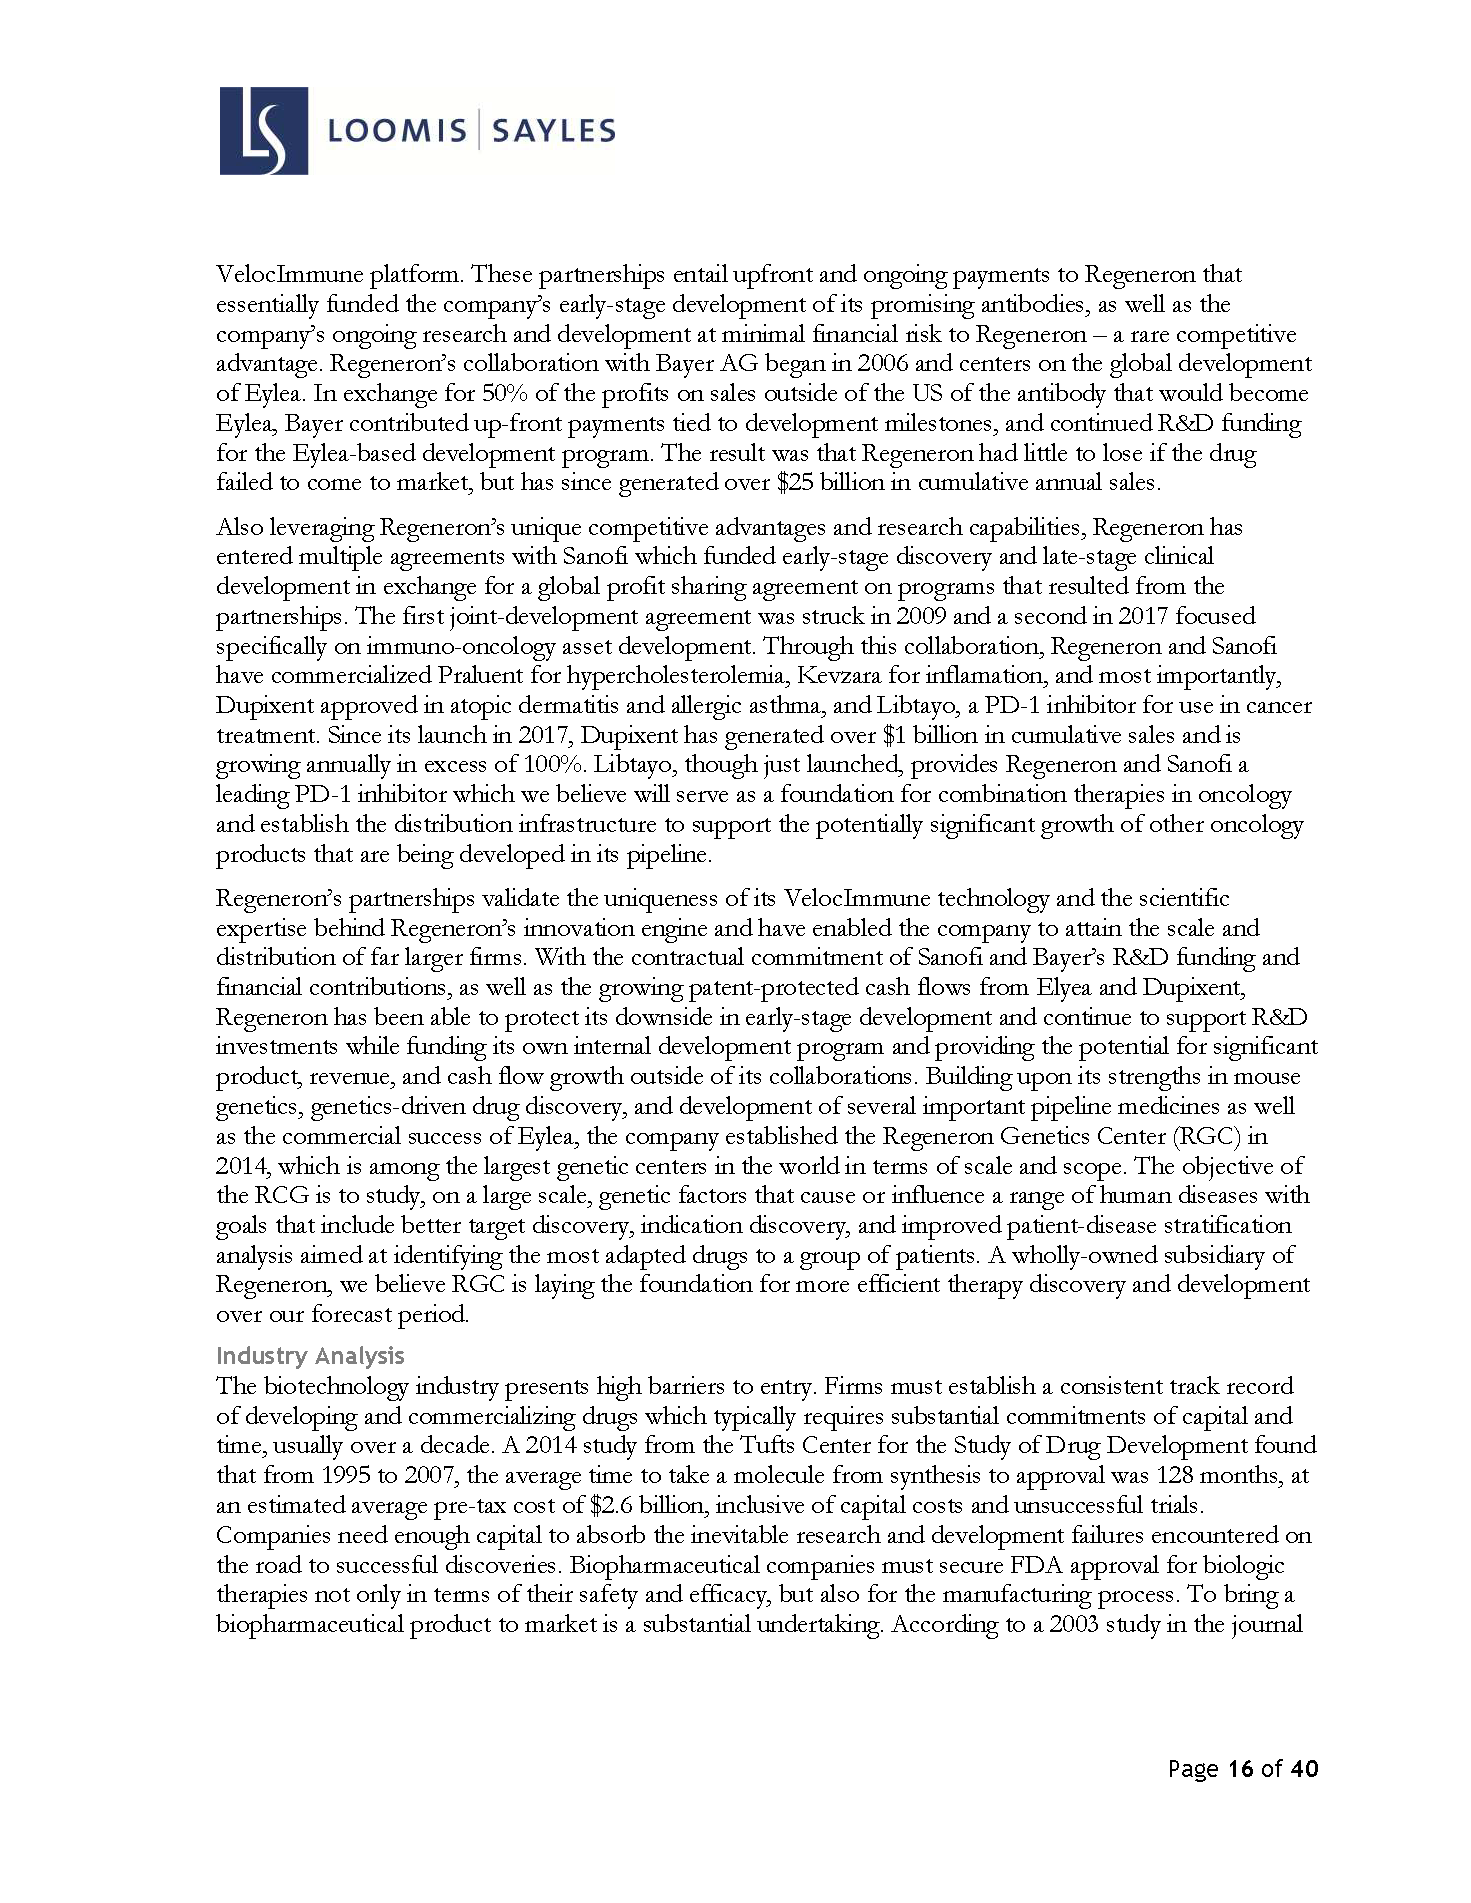 LS LOOMIS | SAYLES
VelocImmune platform. These partnerships entail upfront and ongoing payments to Regeneron that
essentially funded the company’s early-stage development of its promising antibodies, as well as the
company’s ongoing research and development at minimal financial risk to Regeneron – a rare competitive
advantage. Regeneron’s collaboration with Bayer AG began in 2006 and centers on the global development
of Eylea. In exchange for 50% of the profits on sales outside of the US of the antibody that would become
Eylea, Bayer contributed up-front payments tied to development milestones, and continued R&D funding
for the Eylea-based development program. The result was that Regeneron had little to lose if the drug
failed to come to market, but has since generated over $25 billion in cumulative annual sales.
Also leveraging Regeneron’s unique competitive advantages and research capabilities, Regeneron has
entered multiple agreements with Sanofi which funded early-stage discovery and late-stage clinical
development in exchange for a global profit sharing agreement on programs that resulted from the
partnerships. The first joint-development agreement was struck in 2009 and a second in 2017 focused
specifically on immuno-oncology asset development. Through this collaboration, Regeneron and Sanofi
have commercialized Praluent for hypercholesterolemia, Kevzara for inflamation, and most importantly,
Dupixent approved in atopic dermatitis and allergic asthma, and Libtayo, a PD-1 inhibitor for use in cancer
treatment. Since its launch in 2017, Dupixent has generated over $1 billion in cumulative sales and is
growing annually in excess of 100%. Libtayo, though just launched, provides Regeneron and Sanofi a
leading PD-1 inhibitor which we believe will serve as a foundation for combination therapies in oncology
and establish the distribution infrastructure to support the potentially significant growth of other oncology
products that are being developed in its pipeline.
Regeneron’s partnerships validate the uniqueness of its VelocImmune technology and the scientific
expertise behind Regeneron’s innovation engine and have enabled the company to attain the scale and
distribution of far larger firms. With the contractual commitment of Sanofi and Bayer’s R&D funding and
financial contributions, as well as the growing patent-protected cash flows from Elyea and Dupixent,
Regeneron has been able to protect its downside in early-stage development and continue to support R&D
investments while funding its own internal development program and providing the potential for significant
product, revenue, and cash flow growth outside of its collaborations. Building upon its strengths in mouse
genetics, genetics-driven drug discovery, and development of several important pipeline medicines as well
as the commercial success of Eylea, the company established the Regeneron Genetics Center (RGC) in
2014, which is among the largest genetic centers in the world in terms of scale and scope. The objective of
the RCG is to study, on a large scale, genetic factors that cause or influence a range of human diseases with
goals that include better target discovery, indication discovery, and improved patient-disease stratification
analysis aimed at identifying the most adapted drugs to a group of patients. A wholly-owned subsidiary of
Regeneron, we believe RGC is laying the foundation for more efficient therapy discovery and development
over our forecast period.
Industry Analysis
The biotechnology industry presents high barriers to entry. Firms must establish a consistent track record
of developing and commercializing drugs which typically requires substantial commitments of capital and
time, usually over a decade. A 2014 study from the Tufts Center for the Study of Drug Development found
that from 1995 to 2007, the average time to take a molecule from synthesis to approval was 128 months, at
an estimated average pre-tax cost of $2.6 billion, inclusive of capital costs and unsuccessful trials.
Companies need enough capital to absorb the inevitable research and development failures encountered on
the road to successful discoveries. Biopharmaceutical companies must secure FDA approval for biologic
therapies not only in terms of their safety and efficacy, but also for the manufacturing process. To bring a
biopharmaceutical product to market is a substantial undertaking. According to a 2003 study in the journal
Page 16 of 40